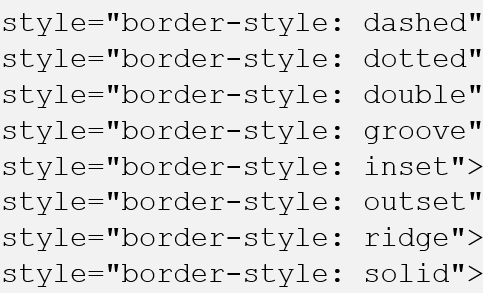 style="border-style: dashed"
style="border-style: dotted"
style="border-style: double"
style="border-style: groove"
style="border-style: inset">
style="border-style: outset"
style="border-style: ridge">
style="border-style: solid">